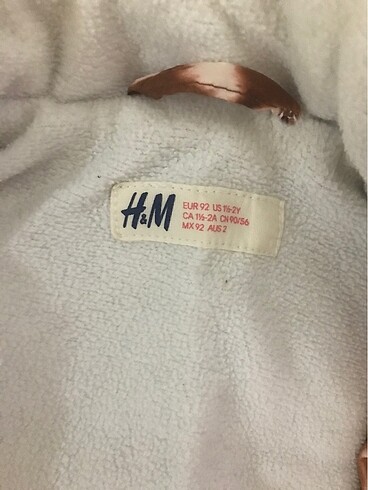 H&M
EUR 92 US 1½-2Y
CA 1½-2A CN 90/56
MX 92 AUS 2